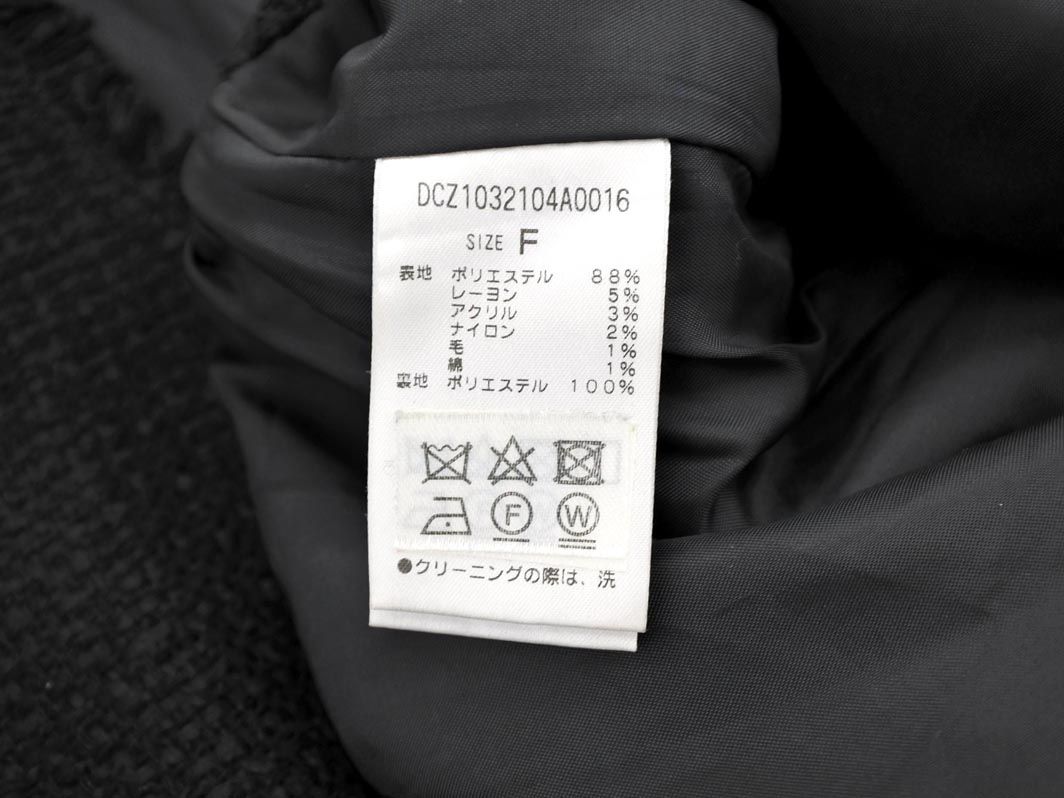 DCZ1032104A0016
SIZE F
表地 ポリエステル 88%
レーヨン 5%
アクリル 3%
ナイロン 2%
毛 1%
綿 1%
裏地 ポリエステル 100%
F W
●クリーニングの際は、洗